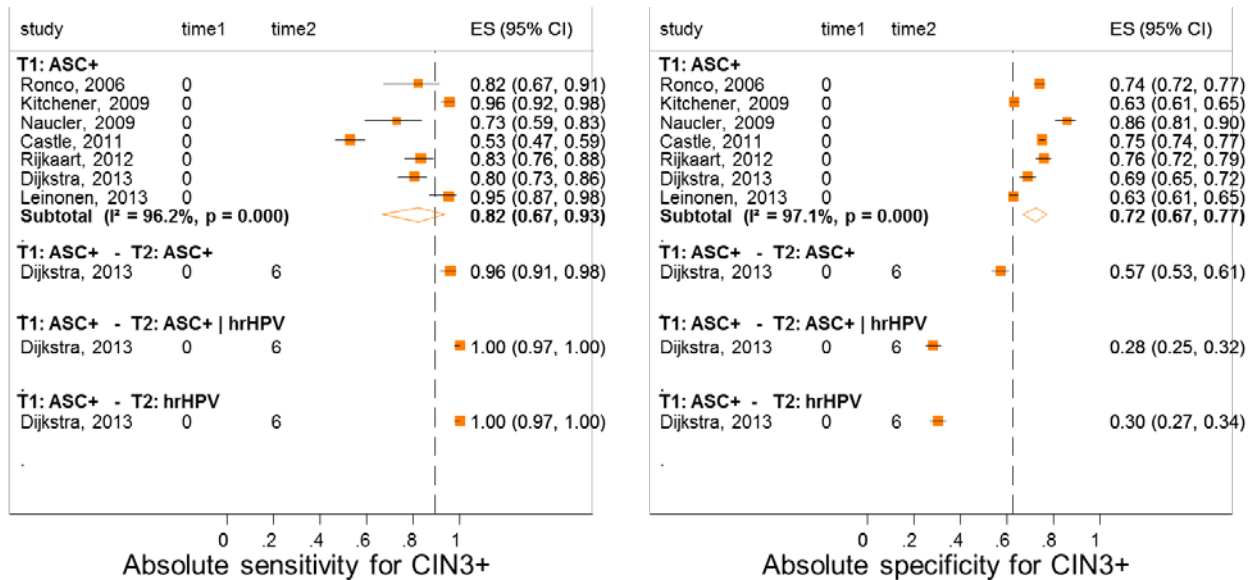 study time1 time2 ES (95% CI)
T1: ASC+
Ronco, 2006 0 0.82 (0.67, 0.91)
Kitchener, 2009 0 0.96 (0.92, 0.98)
Naucler, 2009 0 0.73 (0.59, 0.83)
Castle, 2011 0 0.53 (0.47, 0.59)
Rijkaart, 2012 0 0.83 (0.76, 0.88)
Dijkstra, 2013 0 0.80 (0.73, 0.86)
Leinonen, 2013 0 0.95 (0.87, 0.98)
Subtotal (I² = 96.2%, p = 0.000) 0.82 (0.67, 0.93)
.
T1: ASC+ - T2: ASC+
Dijkstra, 2013 0 6 0.96 (0.91, 0.98)
.
T1: ASC+ - T2: ASC+ | hrHPV
Dijkstra, 2013 0 6 1.00 (0.97, 1.00)
.
T1: ASC+ - T2: hrHPV
Dijkstra, 2013 0 6 1.00 (0.97, 1.00)
.
0 .2 .4 .6 .8 1
Absolute sensitivity for CIN3+
study time1 time2 ES (95% CI)
T1: ASC+
Ronco, 2006 0 0.74 (0.72, 0.77)
Kitchener, 2009 0 0.63 (0.61, 0.65)
Naucler, 2009 0 0.86 (0.81, 0.90)
Castle, 2011 0 0.75 (0.74, 0.77)
Rijkaart, 2012 0 0.76 (0.72, 0.79)
Dijkstra, 2013 0 0.69 (0.65, 0.72)
Leinonen, 2013 0 0.63 (0.61, 0.65)
Subtotal (I² = 97.1%, p = 0.000) 0.72 (0.67, 0.77)
.
T1: ASC+ - T2: ASC+
Dijkstra, 2013 0 6 0.57 (0.53, 0.61)
.
T1: ASC+ - T2: ASC+ | hrHPV
Dijkstra, 2013 0 6 0.28 (0.25, 0.32)
.
T1: ASC+ - T2: hrHPV
Dijkstra, 2013 0 6 0.30 (0.27, 0.34)
.
0 .2 .4 .6 .8 1
Absolute specificity for CIN3+